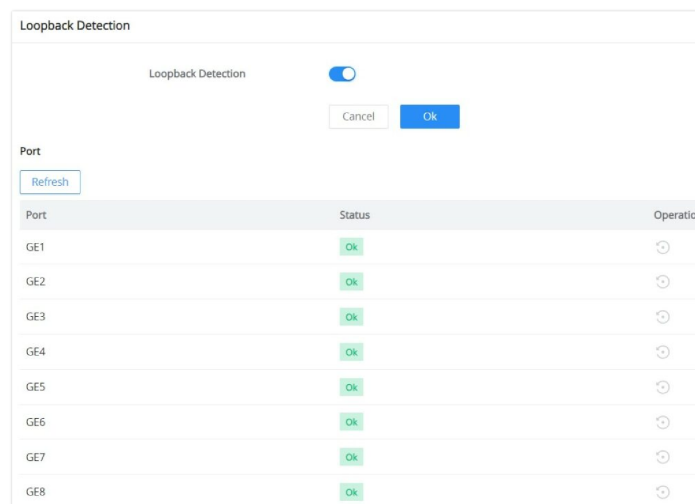 Loopback Detection
Loopback Detection
Cancel Ok
Port
Refresh
Port Status Operatio
GE1 Ok
GE2 Ok
GE3 Ok
GE4 Ok
GE5 Ok
GE6 Ok
GE7 Ok
GE8 Ok